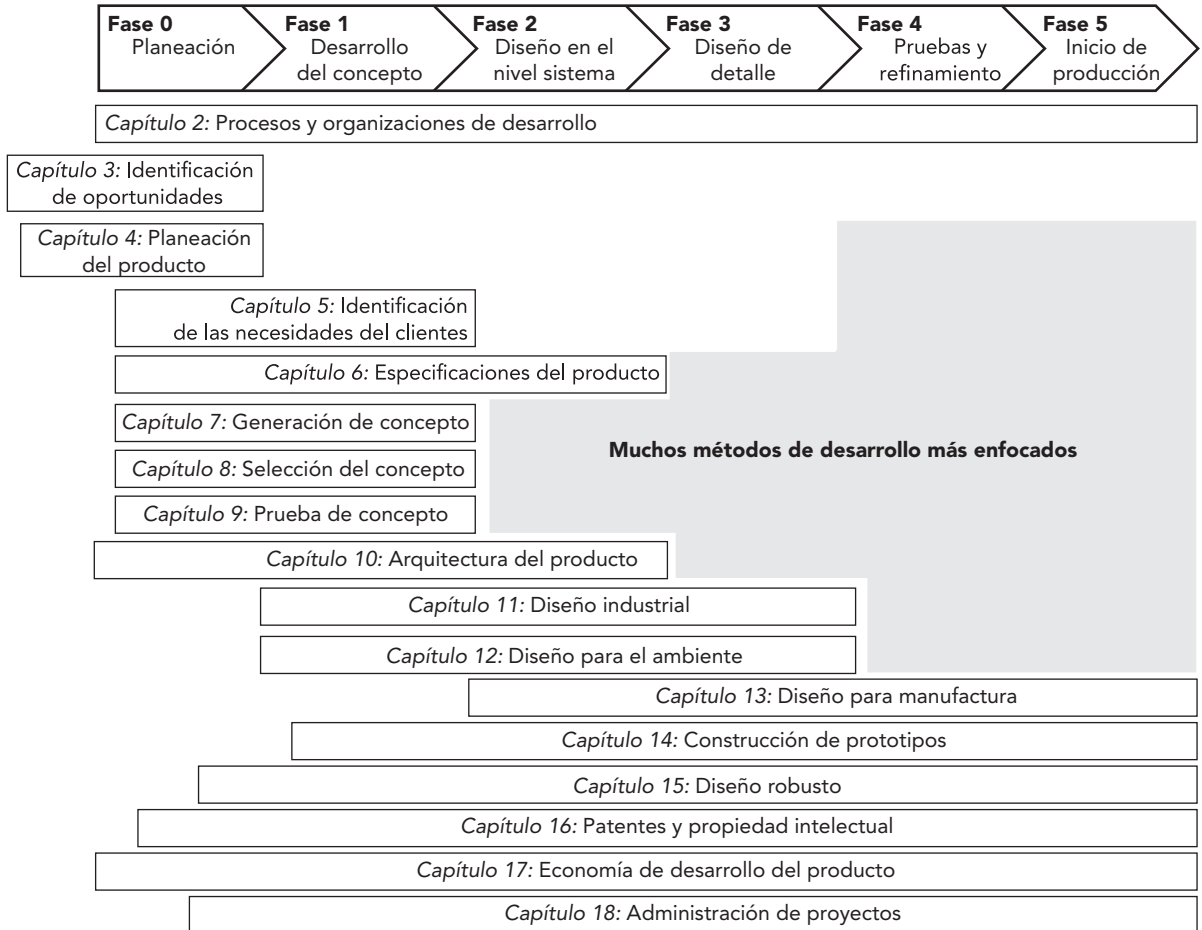 Fase 0
Planeación
Fase 1
Desarrollo
del concepto
Fase 2
Diseño en el
nivel sistema
Fase 3
Diseño de
detalle
Fase 4
Pruebas y
refinamiento
Fase 5
Inicio de
producción
Capítulo 2: Procesos y organizaciones de desarrollo
Capítulo 3: Identificación
de oportunidades
Capítulo 4: Planeación
del producto
Capítulo 5: Identificación
de las necesidades del clientes
Capítulo 6: Especificaciones del producto
Capítulo 7: Generación de concepto
Capítulo 8: Selección del concepto
Capítulo 9: Prueba de concepto
Muchos métodos de desarrollo más enfocados
Capítulo 10: Arquitectura del producto
Capítulo 11: Diseño industrial
Capítulo 12: Diseño para el ambiente
Capítulo 13: Diseño para manufactura
Capítulo 14: Construcción de prototipos
Capítulo 15: Diseño robusto
Capítulo 16: Patentes y propiedad intelectual
Capítulo 17: Economía de desarrollo del producto
Capítulo 18: Administración de proyectos